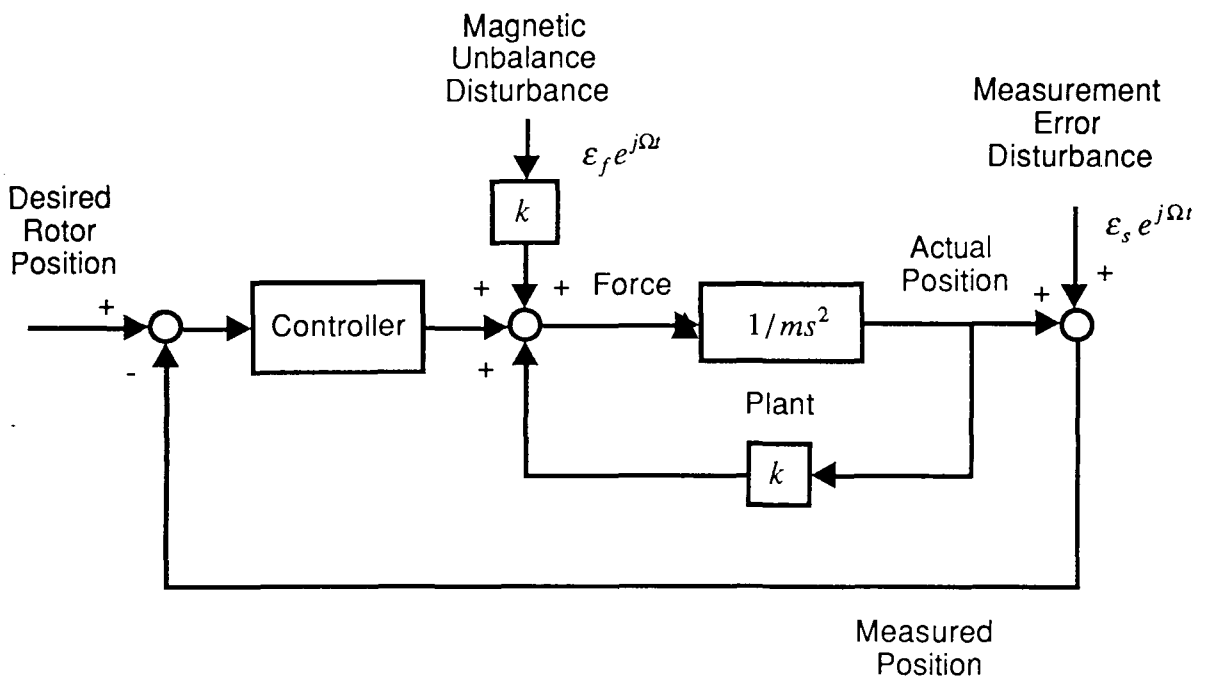 Magnetic
Unbalance
Disturbance
Measurement
Error
Disturbance
ε_f e^{jΩt}
ε_s e^{jΩt}
Desired
Rotor
Position
k
Actual
Position
+
+
+
Force
+
+
Controller
1/ms²
-
+
Plant
k
Measured
Position